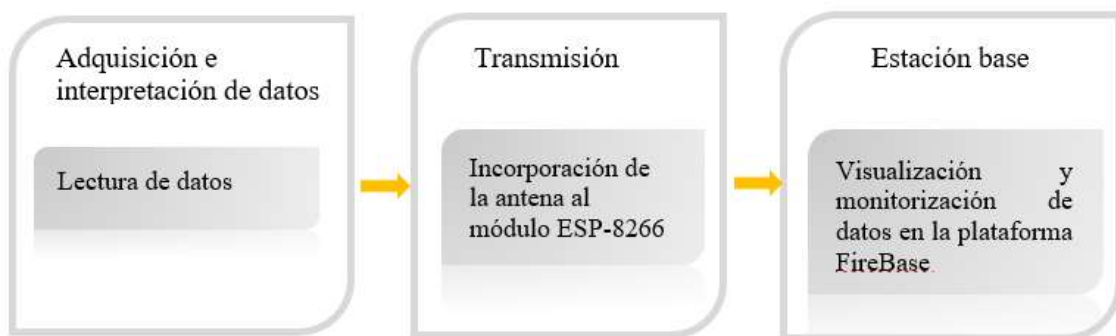 Adquisición e
interpretación de datos
Lectura de datos
Transmisión
Incorporación de
la antena al
módulo ESP-8266
Estación base
Visualización y
monitorización de
datos en la plataforma
FireBase